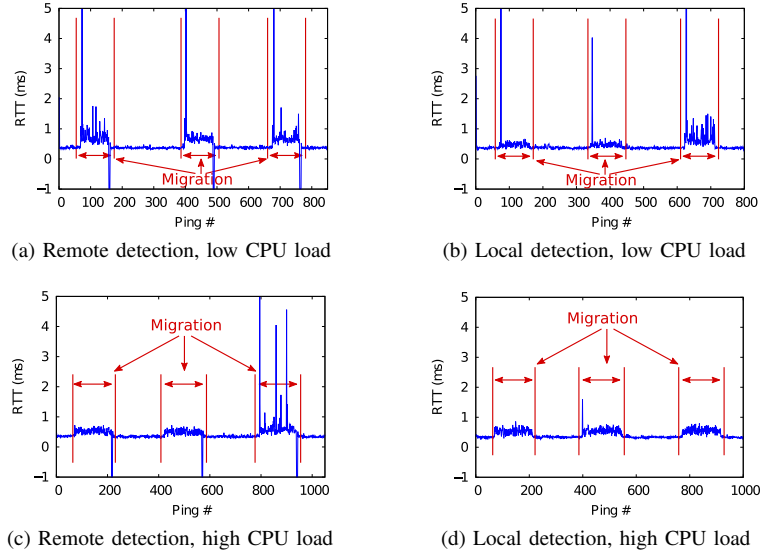 5
4
3
2
1
0
−1
RTT (ms)
Migration
0 100 200 300 400 500 600 700 800
Ping #
(a) Remote detection, low CPU load
5
4
3
2
1
0
−1
RTT (ms)
Migration
0 100 200 300 400 500 600 700 800
Ping #
(b) Local detection, low CPU load
5
4
3
2
1
0
−1
RTT (ms)
Migration
0 200 400 600 800 1000
Ping #
(c) Remote detection, high CPU load
5
4
3
2
1
0
−1
RTT (ms)
Migration
0 200 400 600 800 1000
Ping #
(d) Local detection, high CPU load